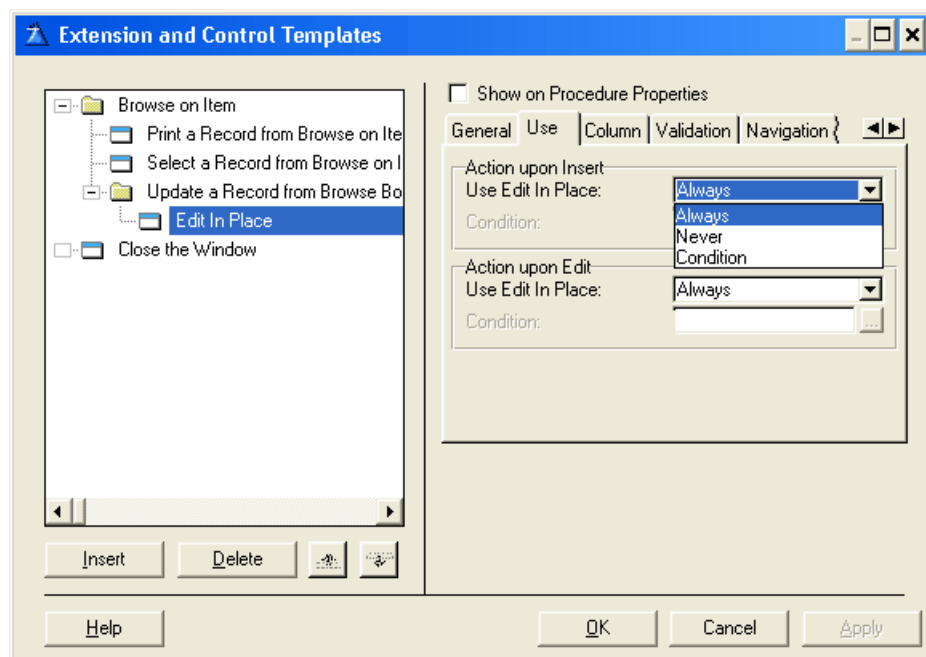 Extension and Control Templates
Browse on Item
Print a Record from Browse on Ite
Select a Record from Browse on I
Update a Record from Browse Bo
Edit In Place
Close the Window
Insert
Delete
Show on Procedure Properties
General Use Column Validation Navigation
Action upon Insert
Use Edit In Place: Always
Condition:
Always
Never
Condition
Action upon Edit
Use Edit In Place: Always
Condition: ...
Help
OK
Cancel
Apply